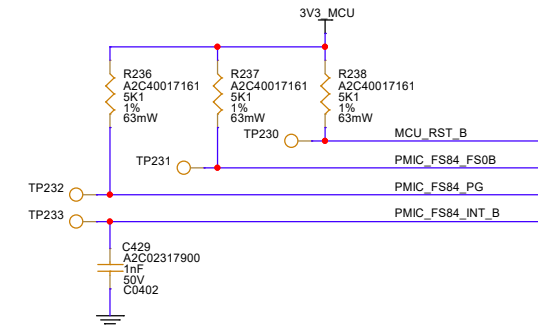 3V3_MCU
R236
A2C40017161
5K1
1%
63mW
R237
A2C40017161
5K1
1%
63mW
R238
A2C40017161
5K1
1%
63mW
TP230
MCU_RST_B
TP231
PMIC_FS84_FS0B
TP232
PMIC_FS84_PG
TP233
PMIC_FS84_INT_B
C429
A2C02317900
1nF
50V
C0402